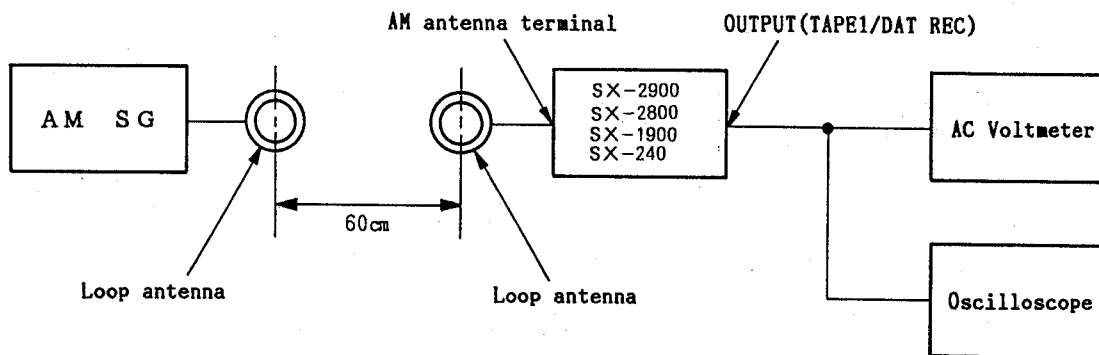 AM antenna terminal
OUTPUT(TAPE1/DAT REC)
AM SG
SX-2900
SX-2800
SX-1900
SX-240
AC Voltmeter
60cm
Loop antenna
Loop antenna
Oscilloscope